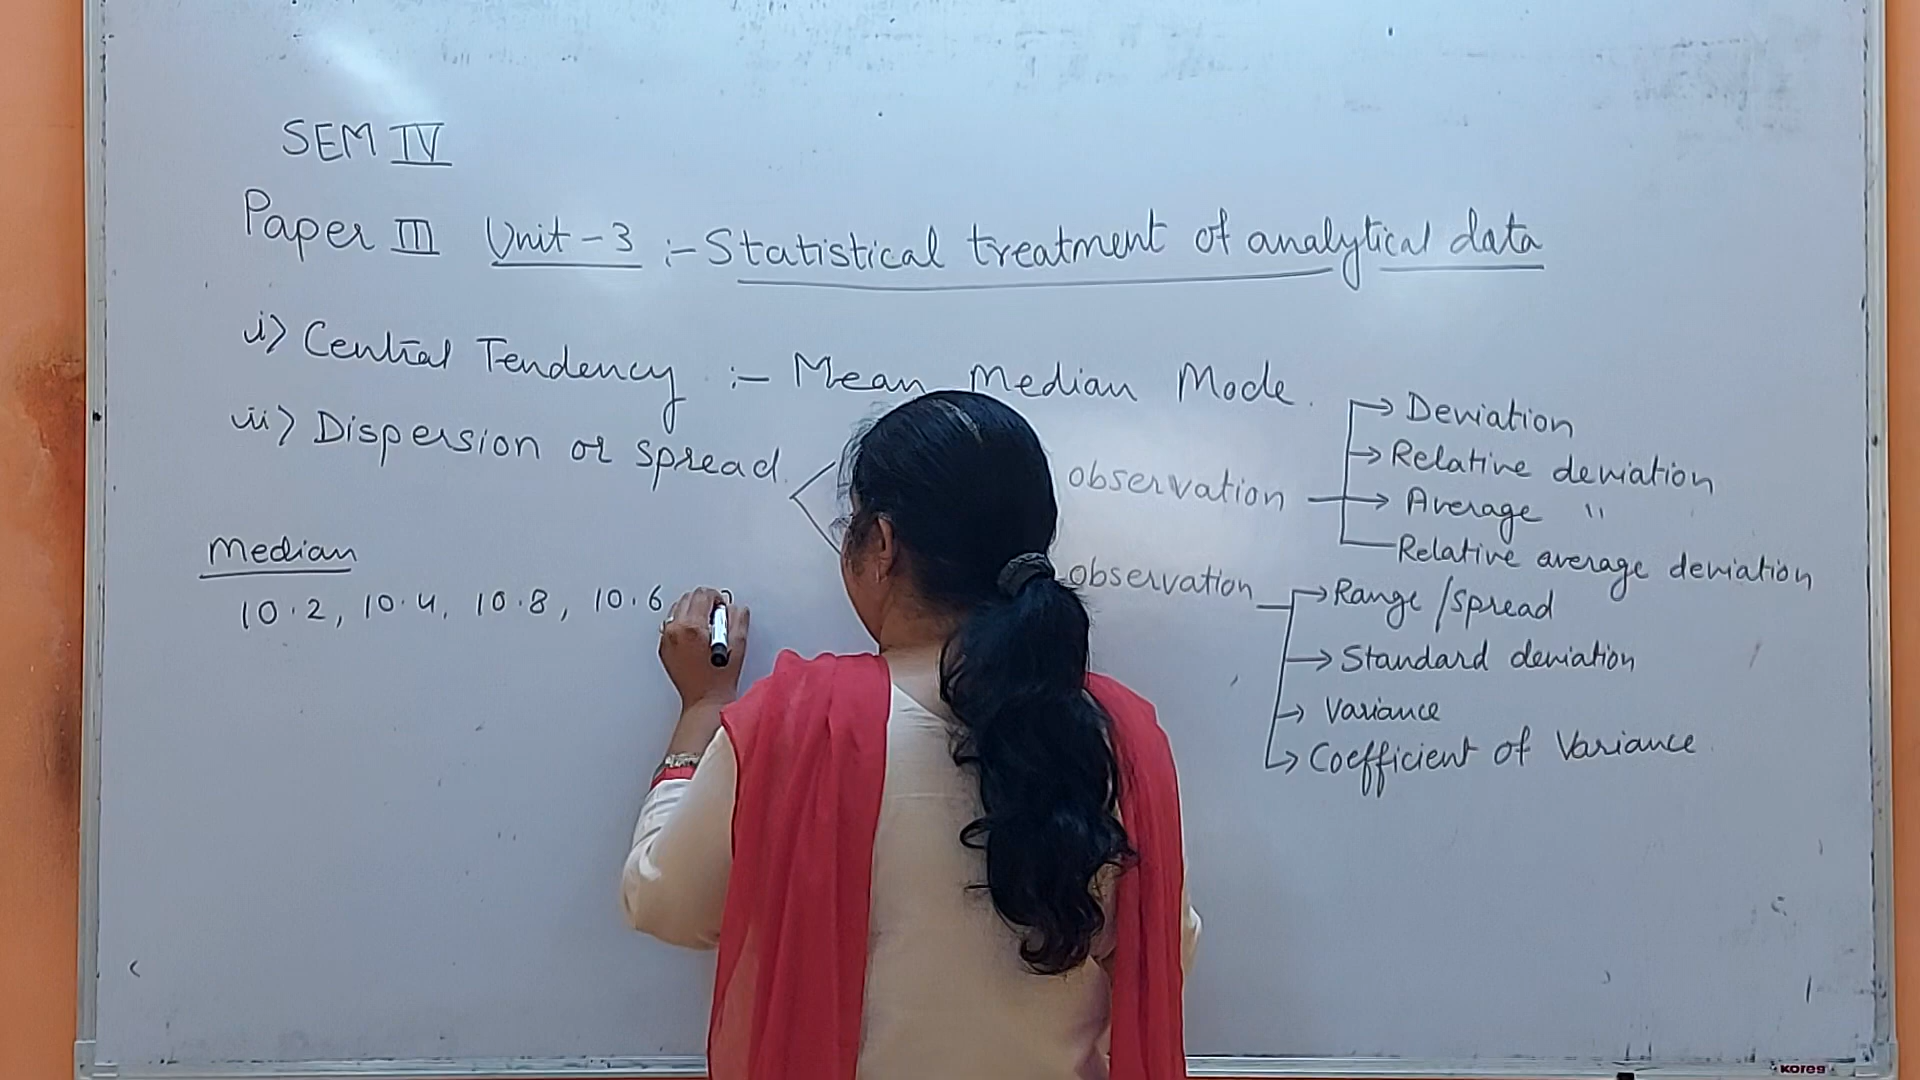 SEM IV
Paper III Unit-3 :- Statistical treatment of analytical data
i) Central Tendency :- Mean Median Mode.
ii) Dispersion or spread.
observation
→ Deviation
→ Relative deviation
→ Average "
Relative average deviation
observation
→ Range / spread
→ Standard deviation
→ Variance
→ Coefficient of Variance
Median
10.2, 10.4, 10.8, 10.6
KORES